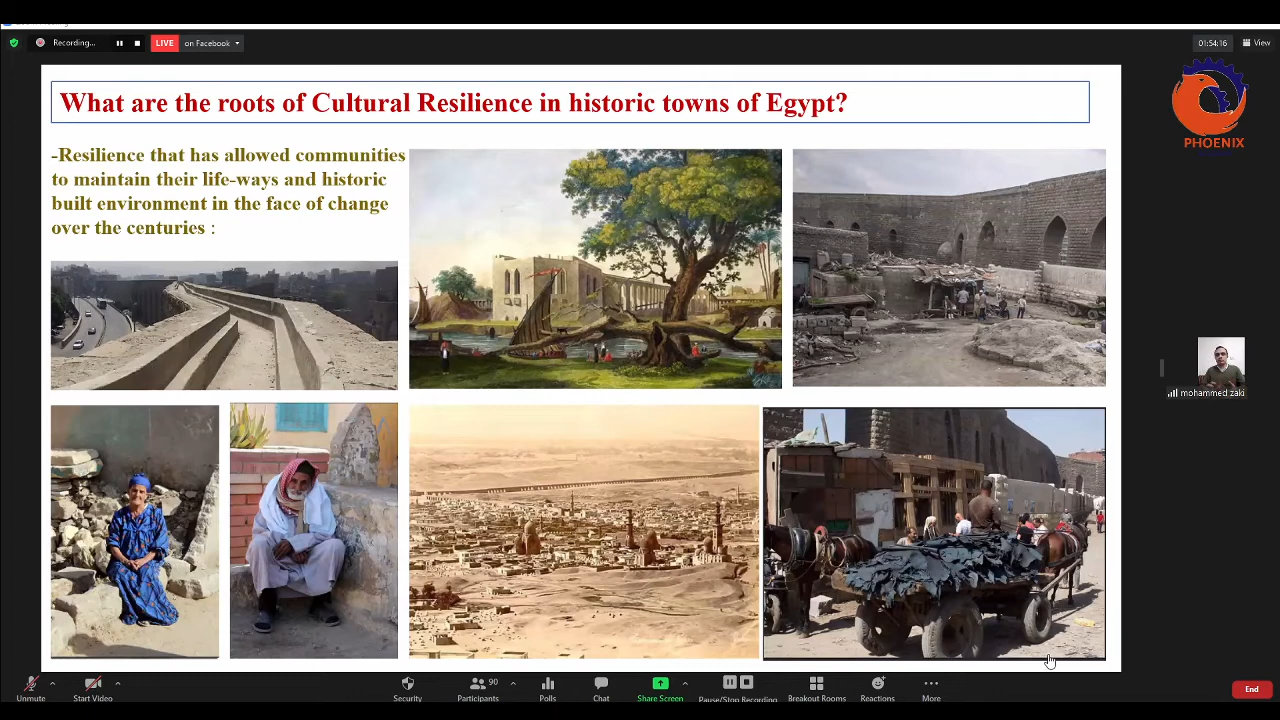 Recording...
LIVE
on Facebook
01:54:16
View
What are the roots of Cultural Resilience in historic towns of Egypt?
PHOENIX
-Resilience that has allowed communities
to maintain their life-ways and historic
built environment in the face of change
over the centuries :
mohammed zaki
Unmute
Start Video
Security
90
Participants
Polls
Chat
Share Screen
Pause/Stop Recording
Breakout Rooms
Reactions
More
End